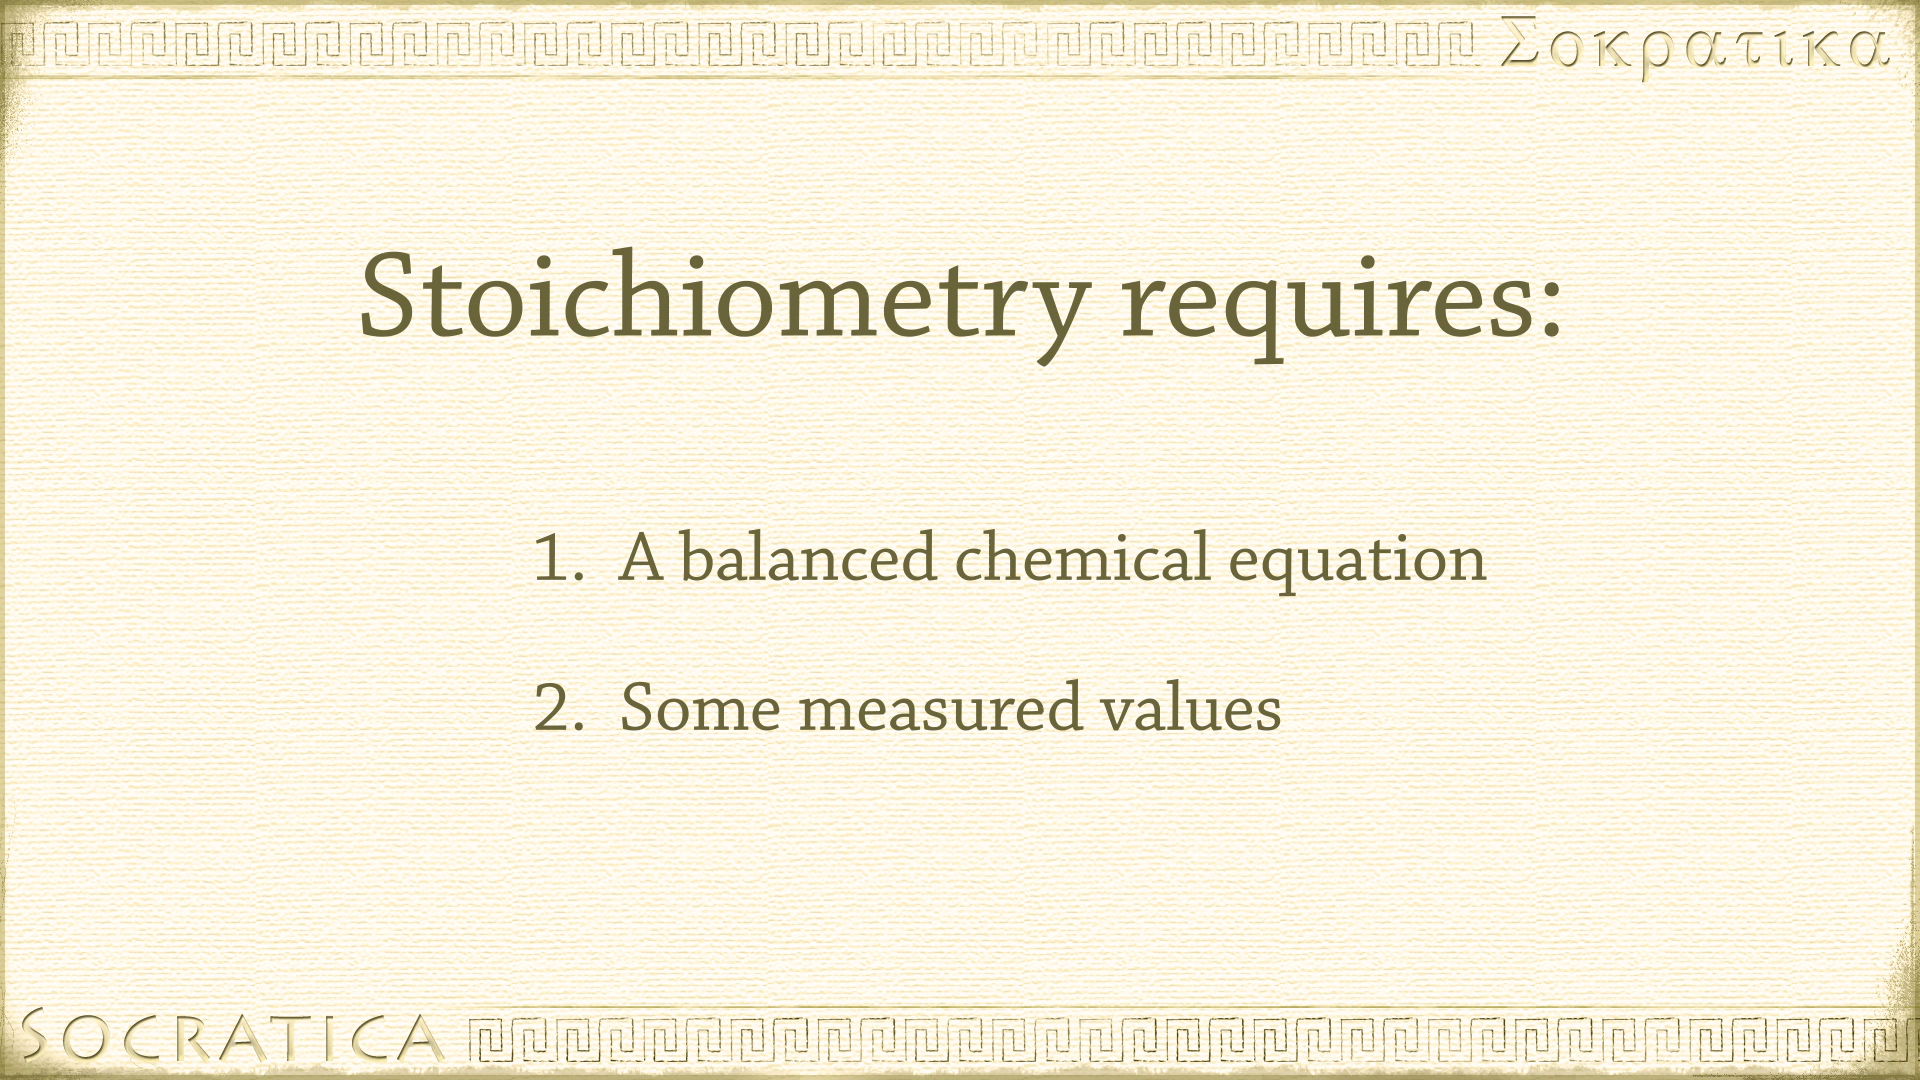 Σοκρατικα
Stoichiometry requires:
1. A balanced chemical equation
2. Some measured values
SOCRATICA